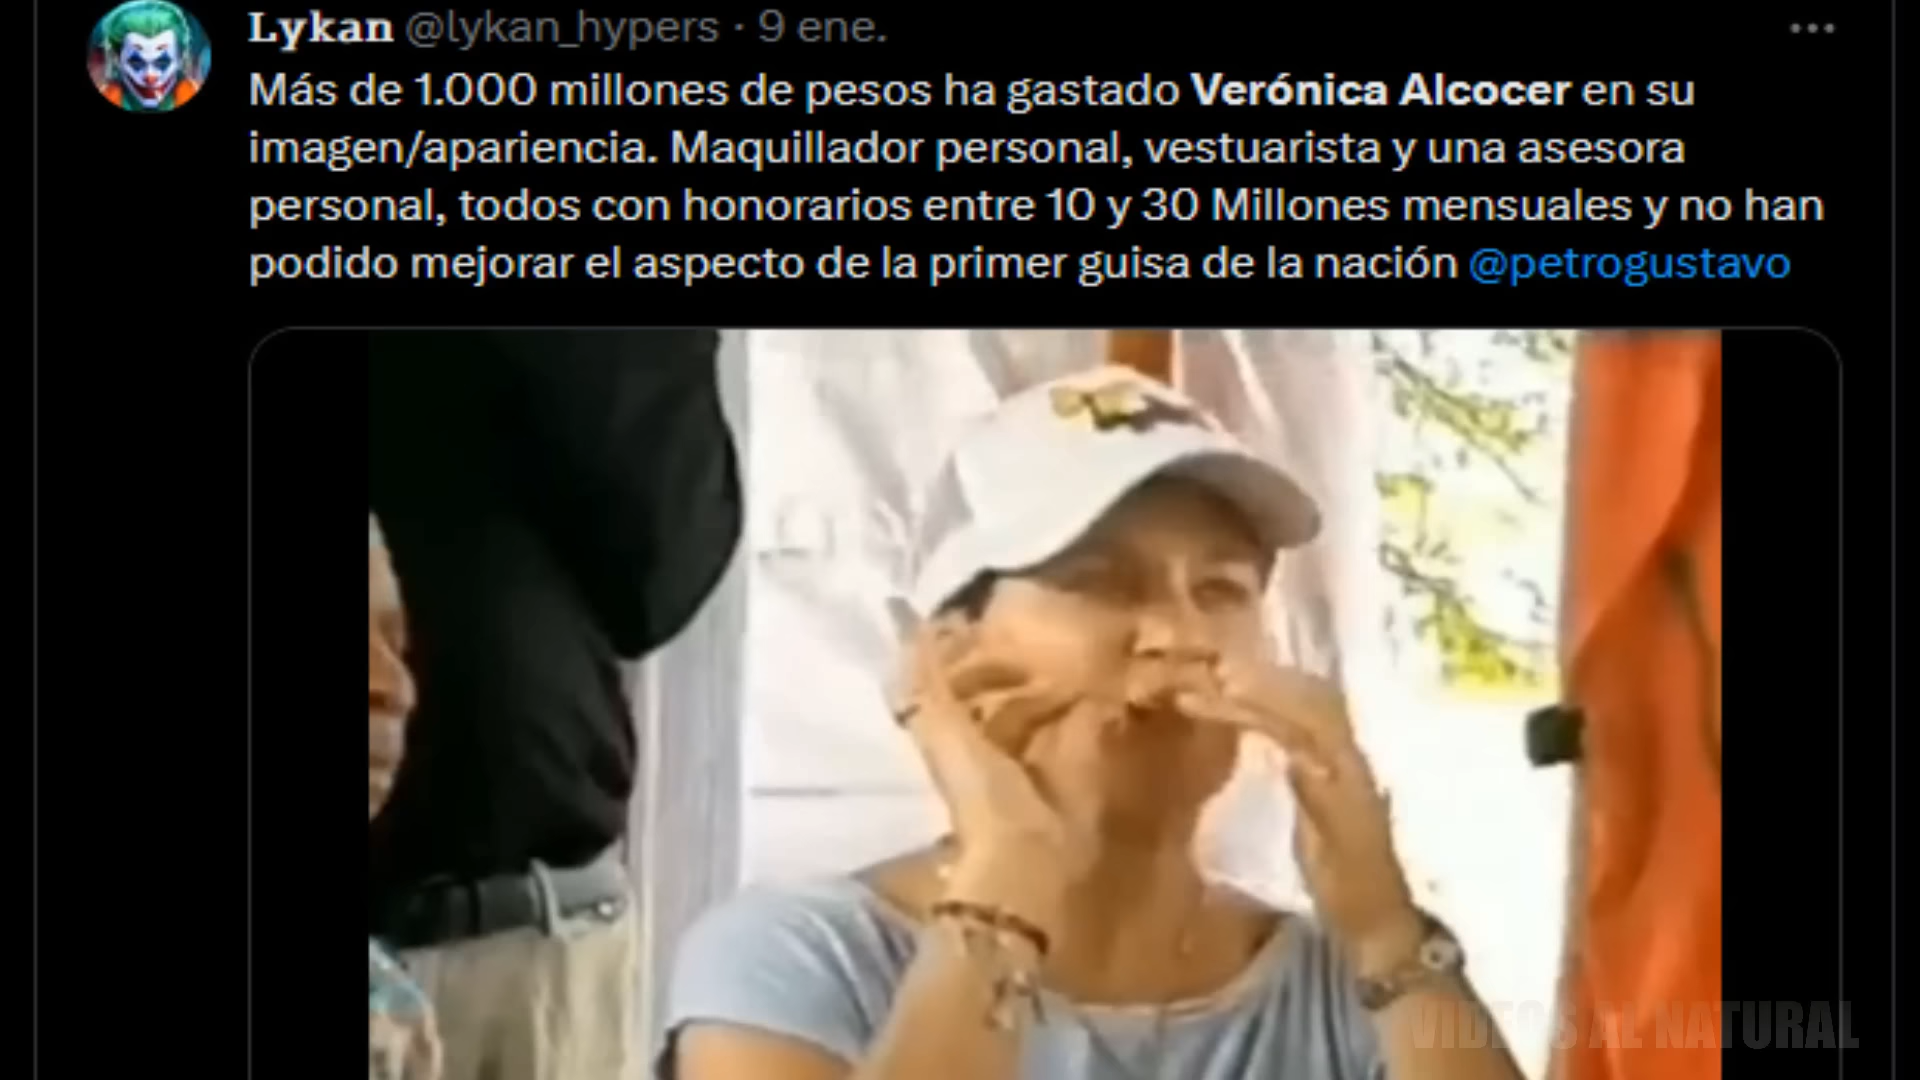 Lykan @lykan_hypers · 9 ene.
Más de 1.000 millones de pesos ha gastado Verónica Alcocer en su
imagen/apariencia. Maquillador personal, vestuarista y una asesora
personal, todos con honorarios entre 10 y 30 Millones mensuales y no han
podido mejorar el aspecto de la primer guisa de la nación @petrogustavo
VIDEOS AL NATURAL